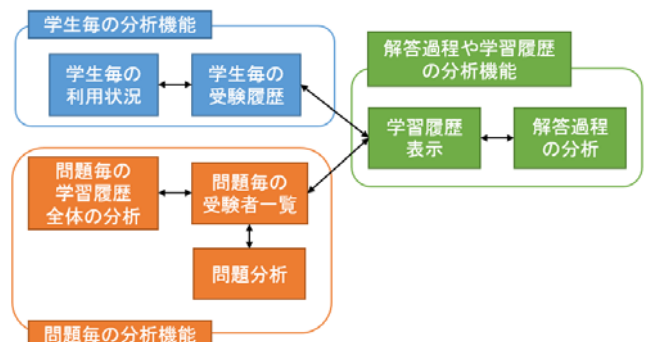 学生毎の分析機能
学生毎の
利用状況
学生毎の
受験履歴
解答過程や学習履歴
の分析機能
学習履歴
表示
解答過程
の分析
問題毎の
学習履歴
全体の分析
問題毎の
受験者一覧
問題分析
問題毎の分析機能